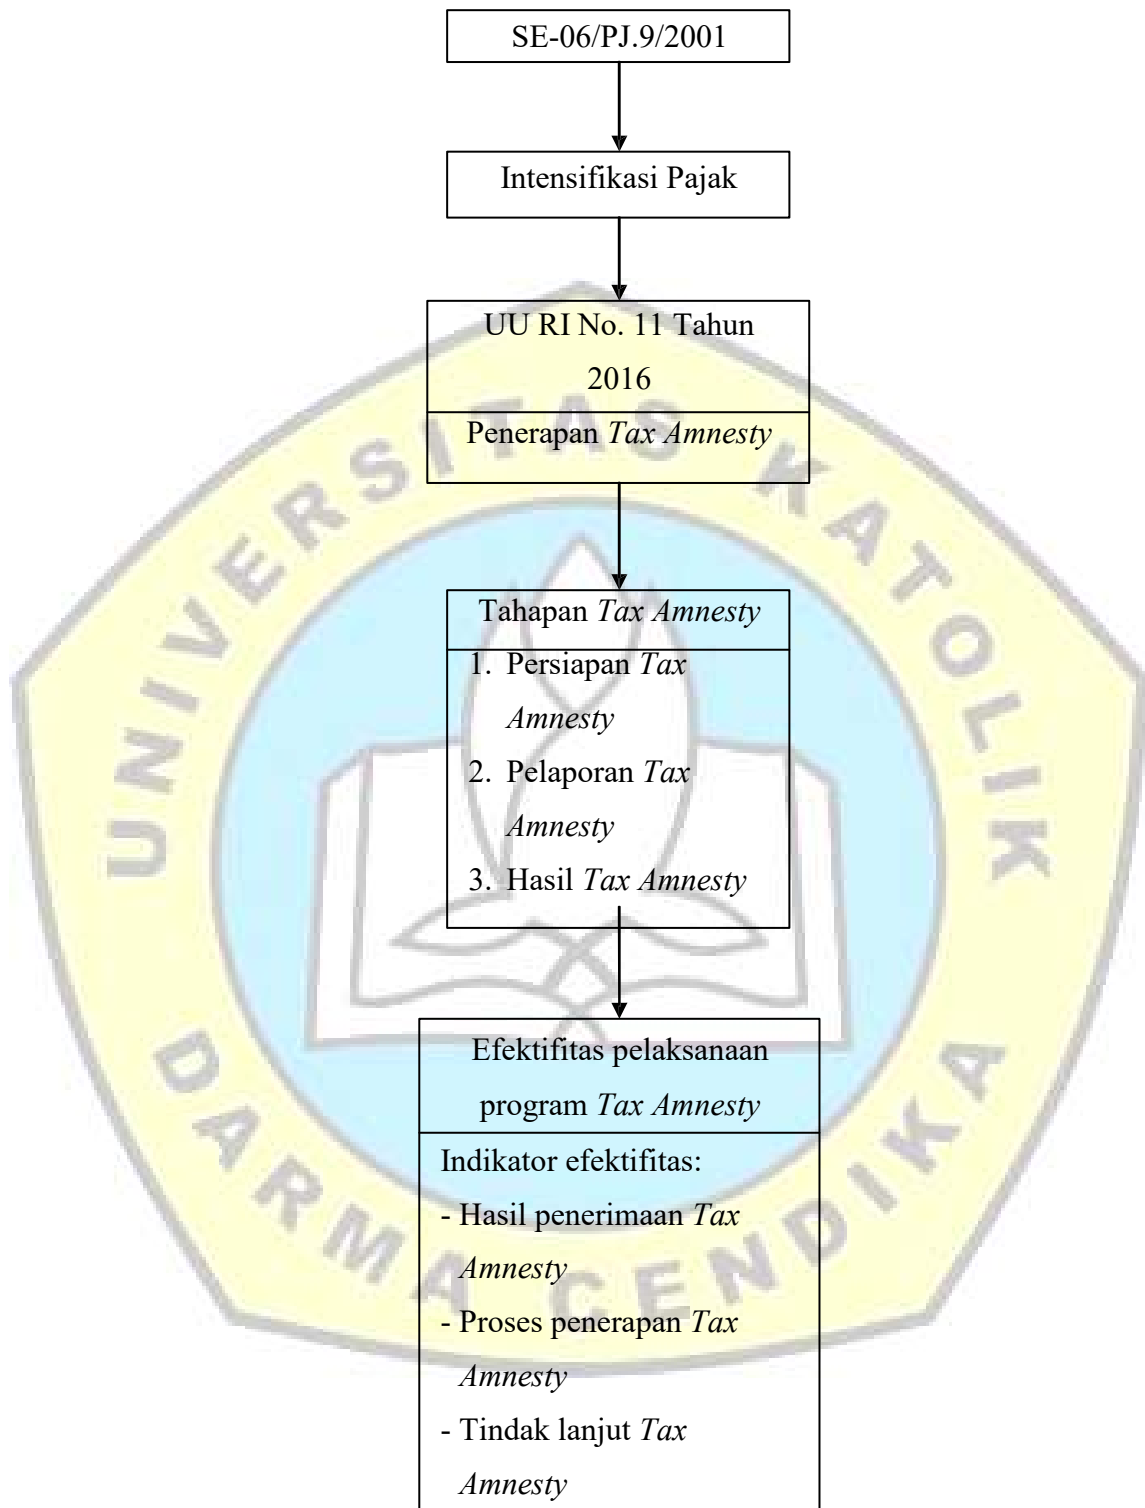 SE-06/PJ.9/2001
Intensifikasi Pajak
UU RI No. 11 Tahun
2016
Penerapan Tax Amnesty
Tahapan Tax Amnesty
1. Persiapan Tax
Amnesty
2. Pelaporan Tax
Amnesty
3. Hasil Tax Amnesty
Efektifitas pelaksanaan
program Tax Amnesty
Indikator efektifitas:
- Hasil penerimaan Tax
Amnesty
- Proses penerapan Tax
Amnesty
- Tindak lanjut Tax
Amnesty
UNIVERSITAS KATOLIK
DARMA CENDIKA